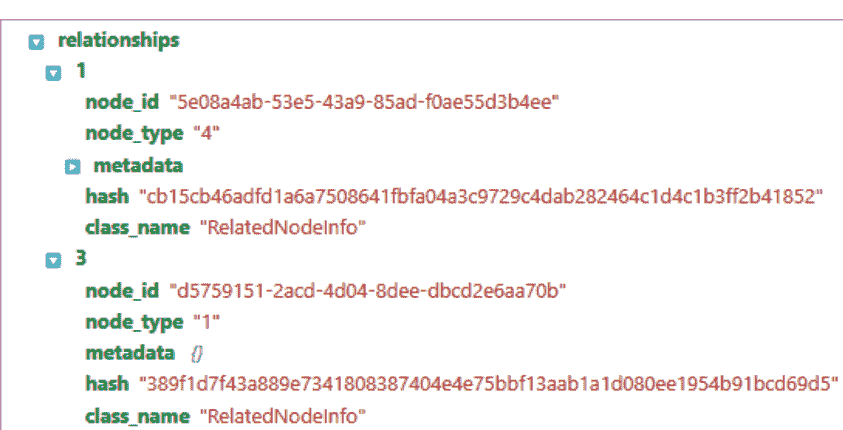 relationships
1
node_id "5e08a4ab-53e5-43a9-85ad-f0ae55d3b4ee"
node_type "4"
metadata
hash "cb15cb46adfd1a6a7508641fbfa04a3c9729c4dab282464c1d4c1b3ff2b41852"
class_name "RelatedNodeInfo"
3
node_id "d5759151-2acd-4d04-8dee-dbcd2e6aa70b"
node_type "1"
metadata {}
hash "389f1d7f43a889e7341808387404e4e75bbf13aab1a1d080ee1954b91bcd69d5"
class_name "RelatedNodeInfo"